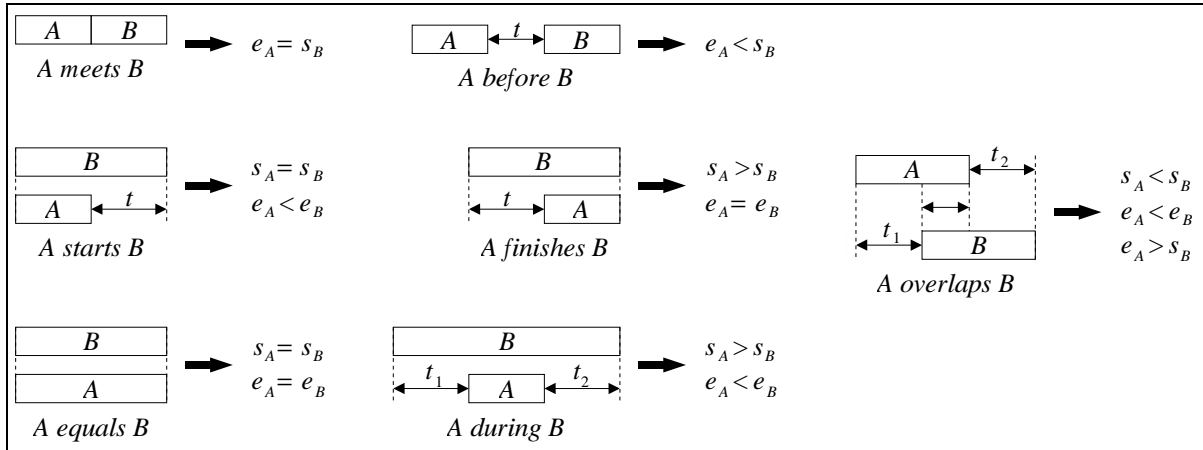 A B
e_A = s_B
A meets B
A t B
e_A < s_B
A before B
B
A t
s_A = s_B
e_A < e_B
A starts B
B
t A
s_A > s_B
e_A = e_B
A finishes B
A t_2
t_1 B
s_A < s_B
e_A < e_B
e_A > s_B
A overlaps B
B
A
s_A = s_B
e_A = e_B
A equals B
B
t_1 A t_2
s_A > s_B
e_A < e_B
A during B